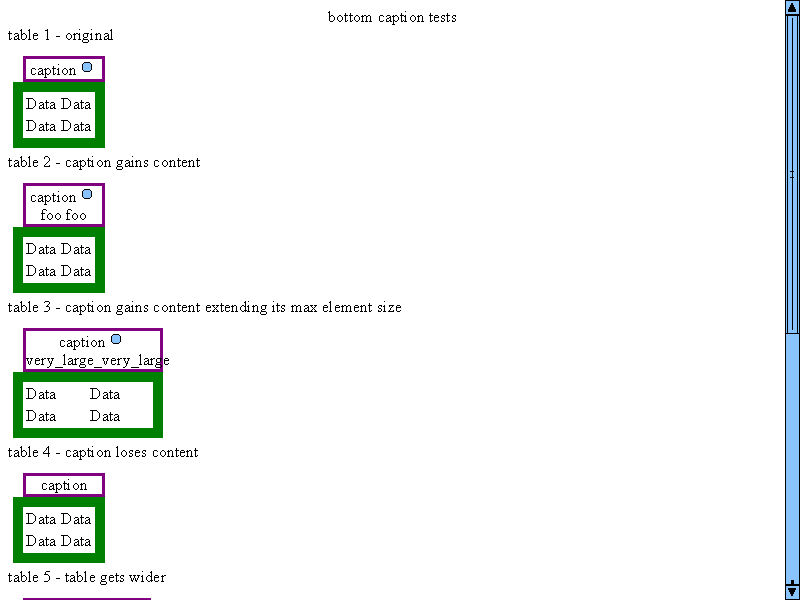 bottom caption tests
table 1 - original
caption
Data Data
Data Data
table 2 - caption gains content
caption
foo foo
Data Data
Data Data
table 3 - caption gains content extending its max element size
caption
very_large_very_large
Data Data
Data Data
table 4 - caption loses content
caption
Data Data
Data Data
table 5 - table gets wider